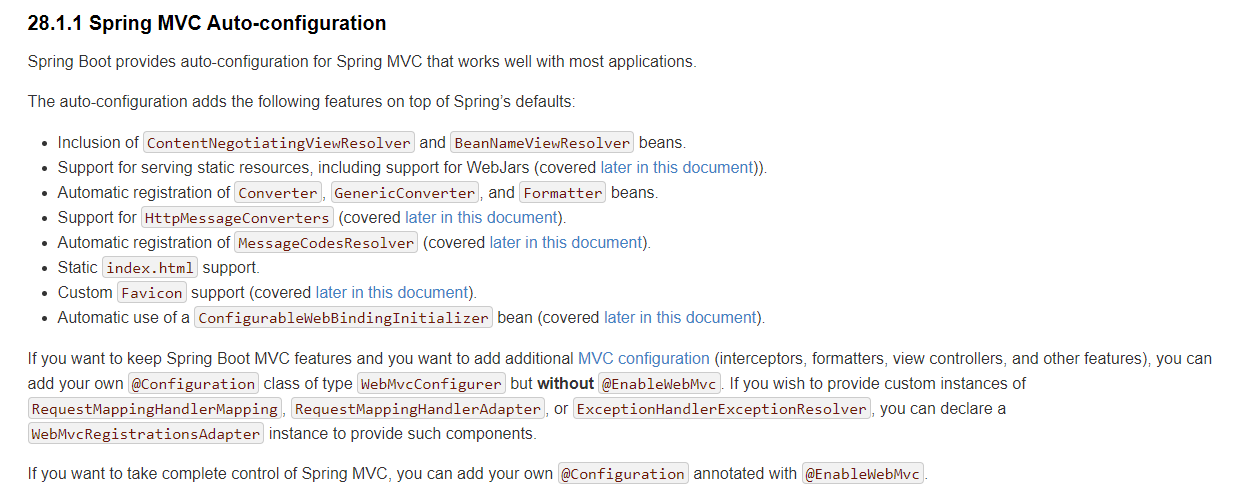 28.1.1 Spring MVC Auto-configuration
Spring Boot provides auto-configuration for Spring MVC that works well with most applications.
The auto-configuration adds the following features on top of Spring’s defaults:
• Inclusion of ContentNegotiatingViewResolver and BeanNameViewResolver beans.
• Support for serving static resources, including support for WebJars (covered later in this document)).
• Automatic registration of Converter, GenericConverter, and Formatter beans.
• Support for HttpMessageConverters (covered later in this document).
• Automatic registration of MessageCodesResolver (covered later in this document).
• Static index.html support.
• Custom Favicon support (covered later in this document).
• Automatic use of a ConfigurableWebBindingInitializer bean (covered later in this document).
If you want to keep Spring Boot MVC features and you want to add additional MVC configuration (interceptors, formatters, view controllers, and other features), you can
add your own @Configuration class of type WebMvcConfigurer but without @EnableWebMvc. If you wish to provide custom instances of
RequestMappingHandlerMapping, RequestMappingHandlerAdapter, or ExceptionHandlerExceptionResolver, you can declare a
WebMvcRegistrationsAdapter instance to provide such components.
If you want to take complete control of Spring MVC, you can add your own @Configuration annotated with @EnableWebMvc.